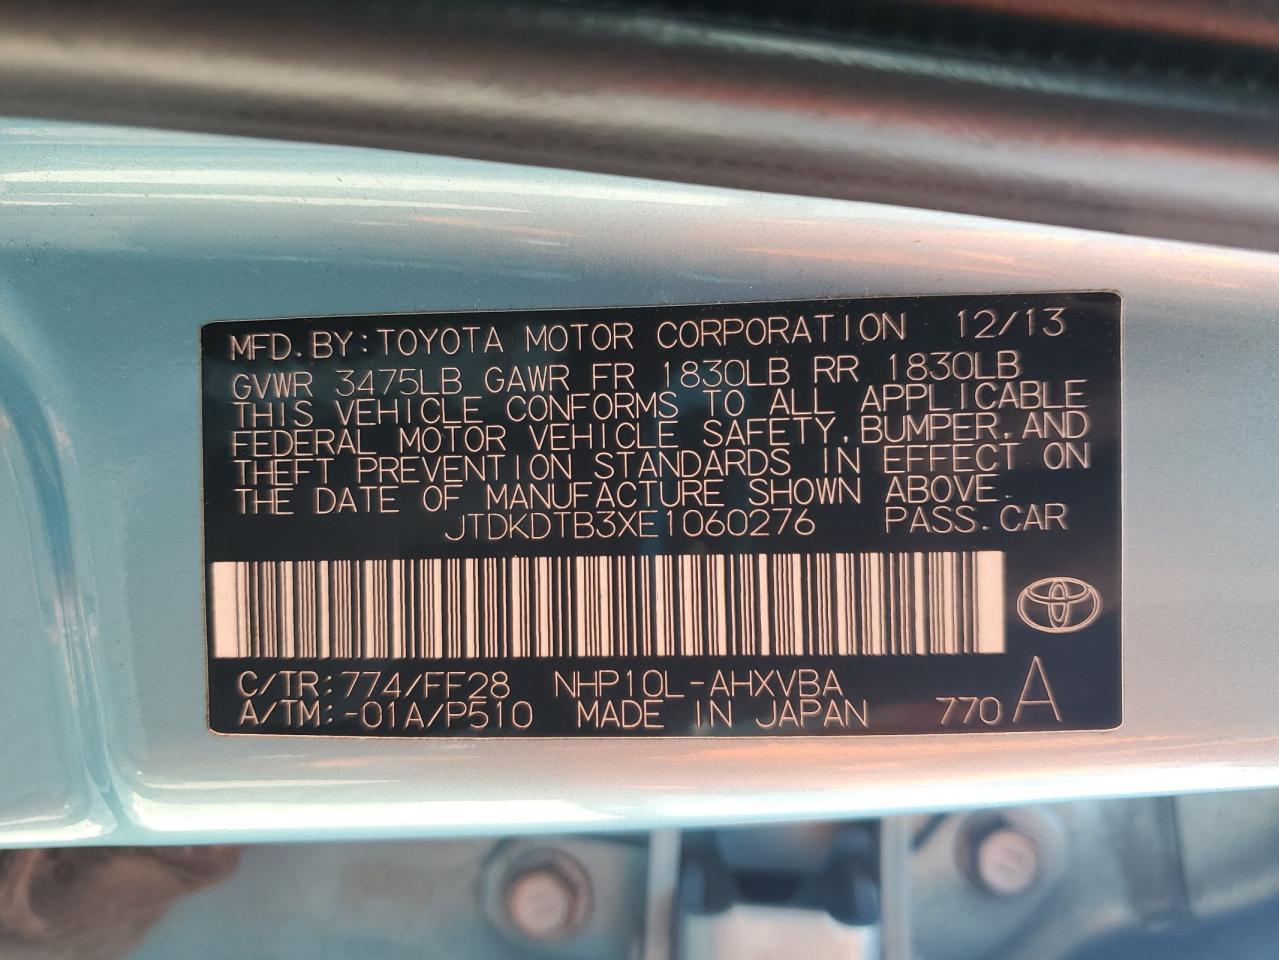 MFD.BY:TOYOTA MOTOR CORPORATION 12/13
GVWR 3475LB GAWR FR 1830LB RR 1830LB
THIS VEHICLE CONFORMS TO ALL APPLICABLE
FEDERAL MOTOR VEHICLE SAFETY,BUMPER,AND
THEFT PREVENTION STANDARDS IN EFFECT ON
THE DATE OF MANUFACTURE SHOWN ABOVE.
JTDKDTB3XE1060276 PASS.CAR
C/TR:774/FF28 NHP10L-AHXVBA
A/TM:-01A/P510 MADE IN JAPAN 770 A